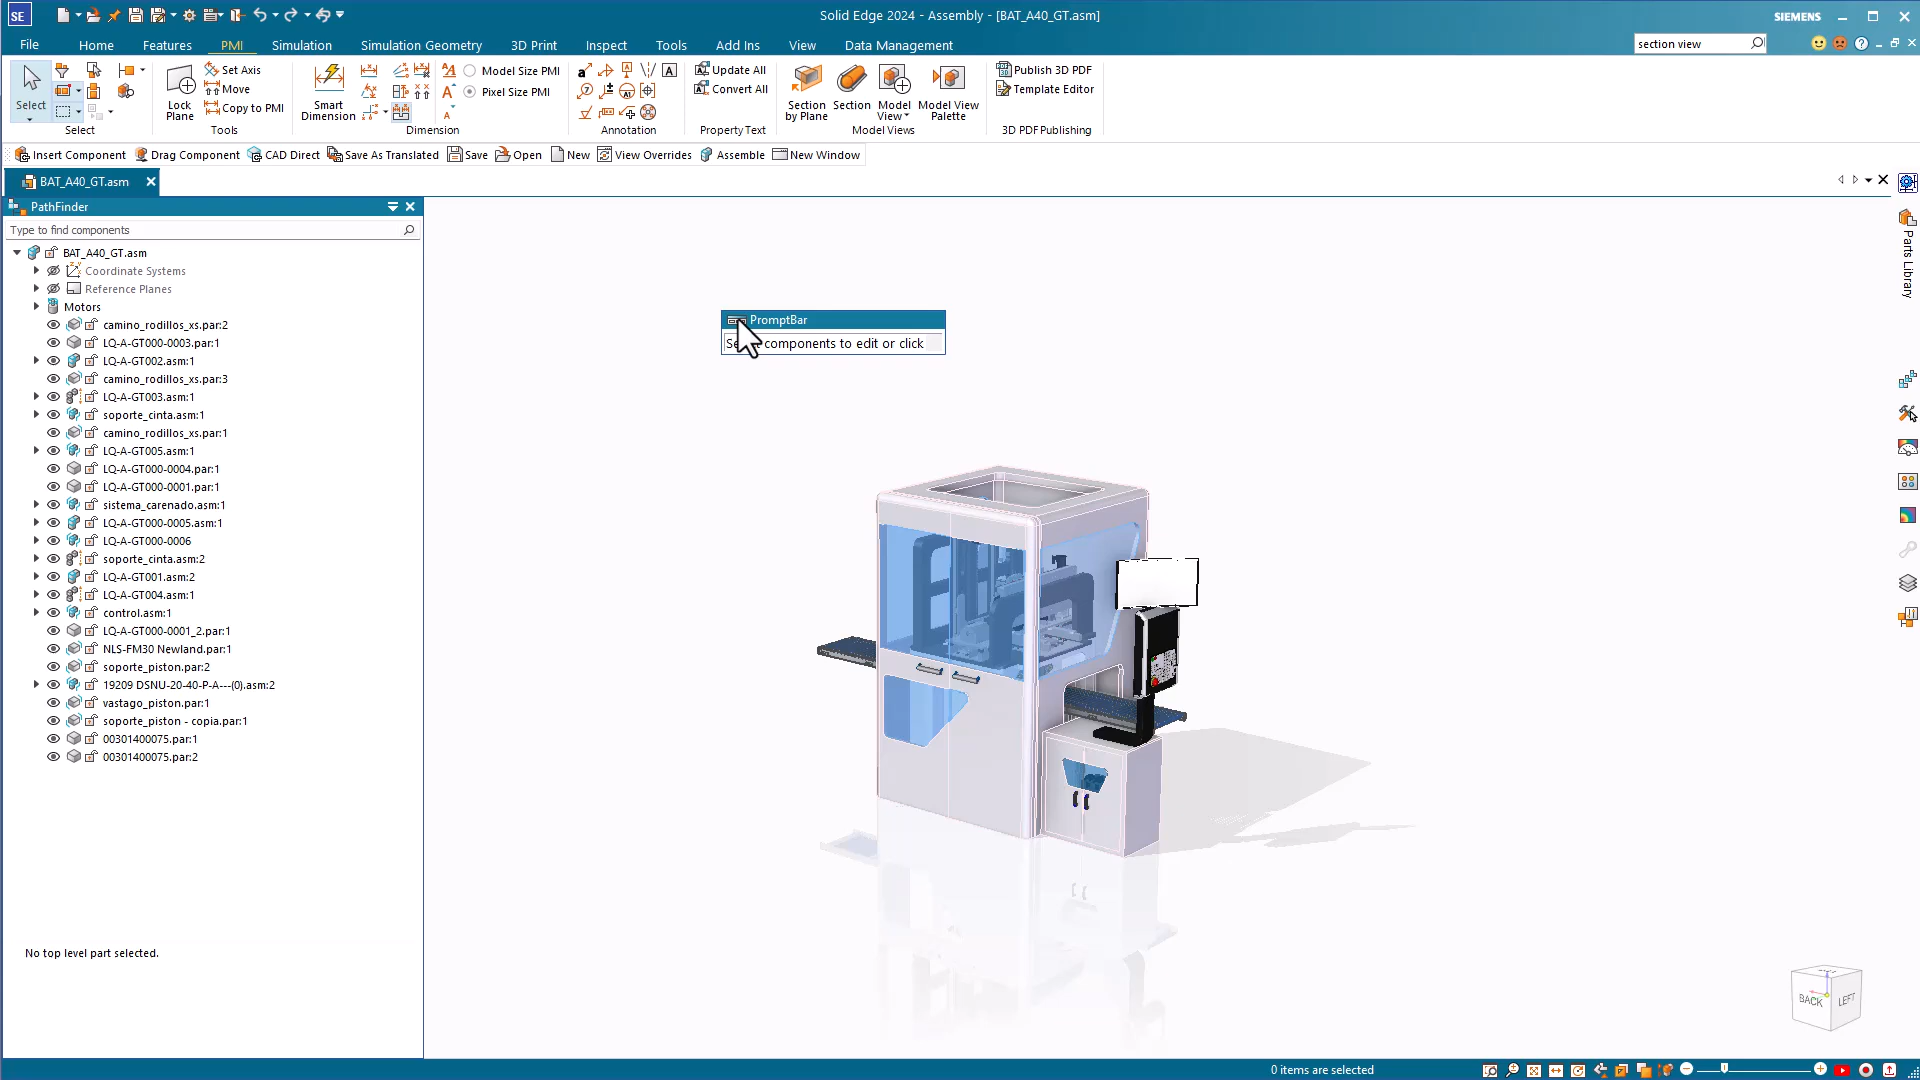 SE
Solid Edge 2024 - Assembly - [BAT_A40_GT.asm]
SIEMENS
File
Home
Features
PMI
Simulation
Simulation Geometry
3D Print
Inspect
Tools
Add Ins
View
Data Management
section view
Select
Select
Lock Plane
Set Axis
Move
Copy to PMI
Tools
Smart Dimension
Model Size PMI
Pixel Size PMI
Dimension
Annotation
Update All
Convert All
Property Text
Section by Plane
Section
Model View
Model View Palette
Model Views
Publish 3D PDF
Template Editor
3D PDF Publishing
Insert Component
Drag Component
CAD Direct
Save As Translated
Save
Open
New
View Overrides
Assemble
New Window
BAT_A40_GT.asm
PathFinder
Type to find components
BAT_A40_GT.asm
Coordinate Systems
Reference Planes
Motors
camino_rodillos_xs.par:2
LQ-A-GT000-0003.par:1
LQ-A-GT002.asm:1
camino_rodillos_xs.par:3
LQ-A-GT003.asm:1
soporte_cinta.asm:1
camino_rodillos_xs.par:1
LQ-A-GT005.asm:1
LQ-A-GT000-0004.par:1
LQ-A-GT000-0001.par:1
sistema_carenado.asm:1
LQ-A-GT000-0005.asm:1
LQ-A-GT000-0006
soporte_cinta.asm:2
LQ-A-GT001.asm:2
LQ-A-GT004.asm:1
control.asm:1
LQ-A-GT000-0001_2.par:1
NLS-FM30 Newland.par:1
soporte_piston.par:2
19209 DSNU-20-40-P-A---(0).asm:2
vastago_piston.par:1
soporte_piston - copia.par:1
00301400075.par:1
00301400075.par:2
No top level part selected.
PromptBar
components to edit or click
Parts Library
BACK
LEFT
0 items are selected